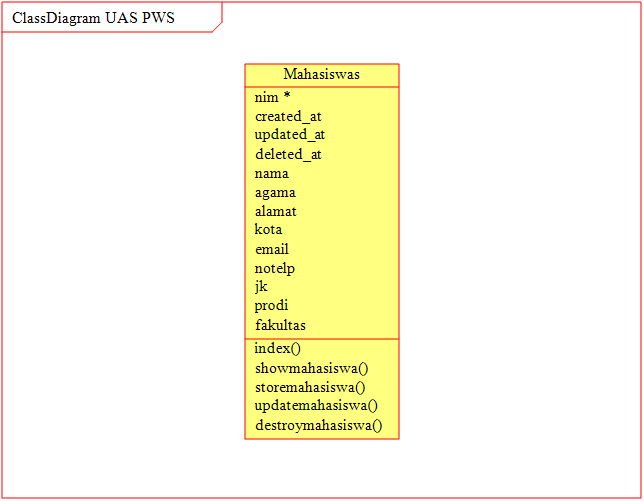 ClassDiagram UAS PWS
Mahasiswas
nim *
created_at
updated_at
deleted_at
nama
agama
alamat
kota
email
notelp
jk
prodi
fakultas
index()
showmahasiswa()
storemahasiswa()
updatemahasiswa()
destroymahasiswa()